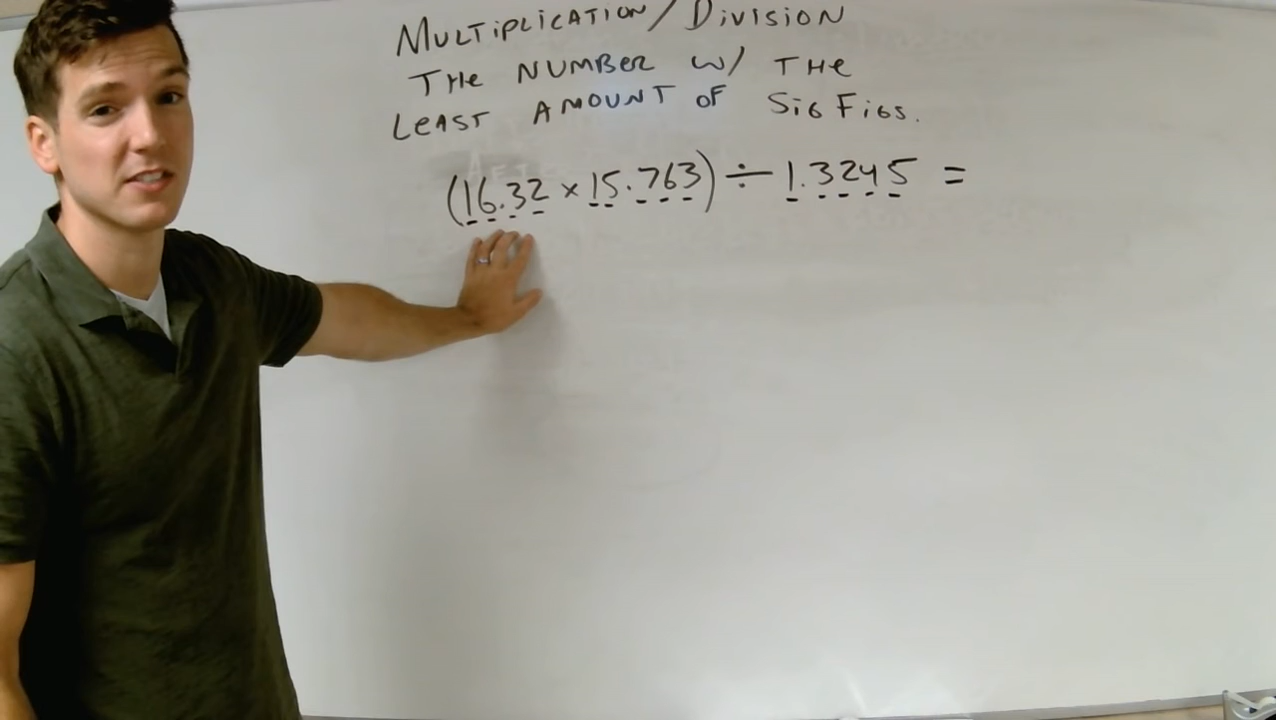 MULTIPLICATION/DIVISION
THE NUMBER W/ THE
LEAST AMOUNT OF SIG FIGS.
(16.32 × 15.763) ÷ 1.3245 =